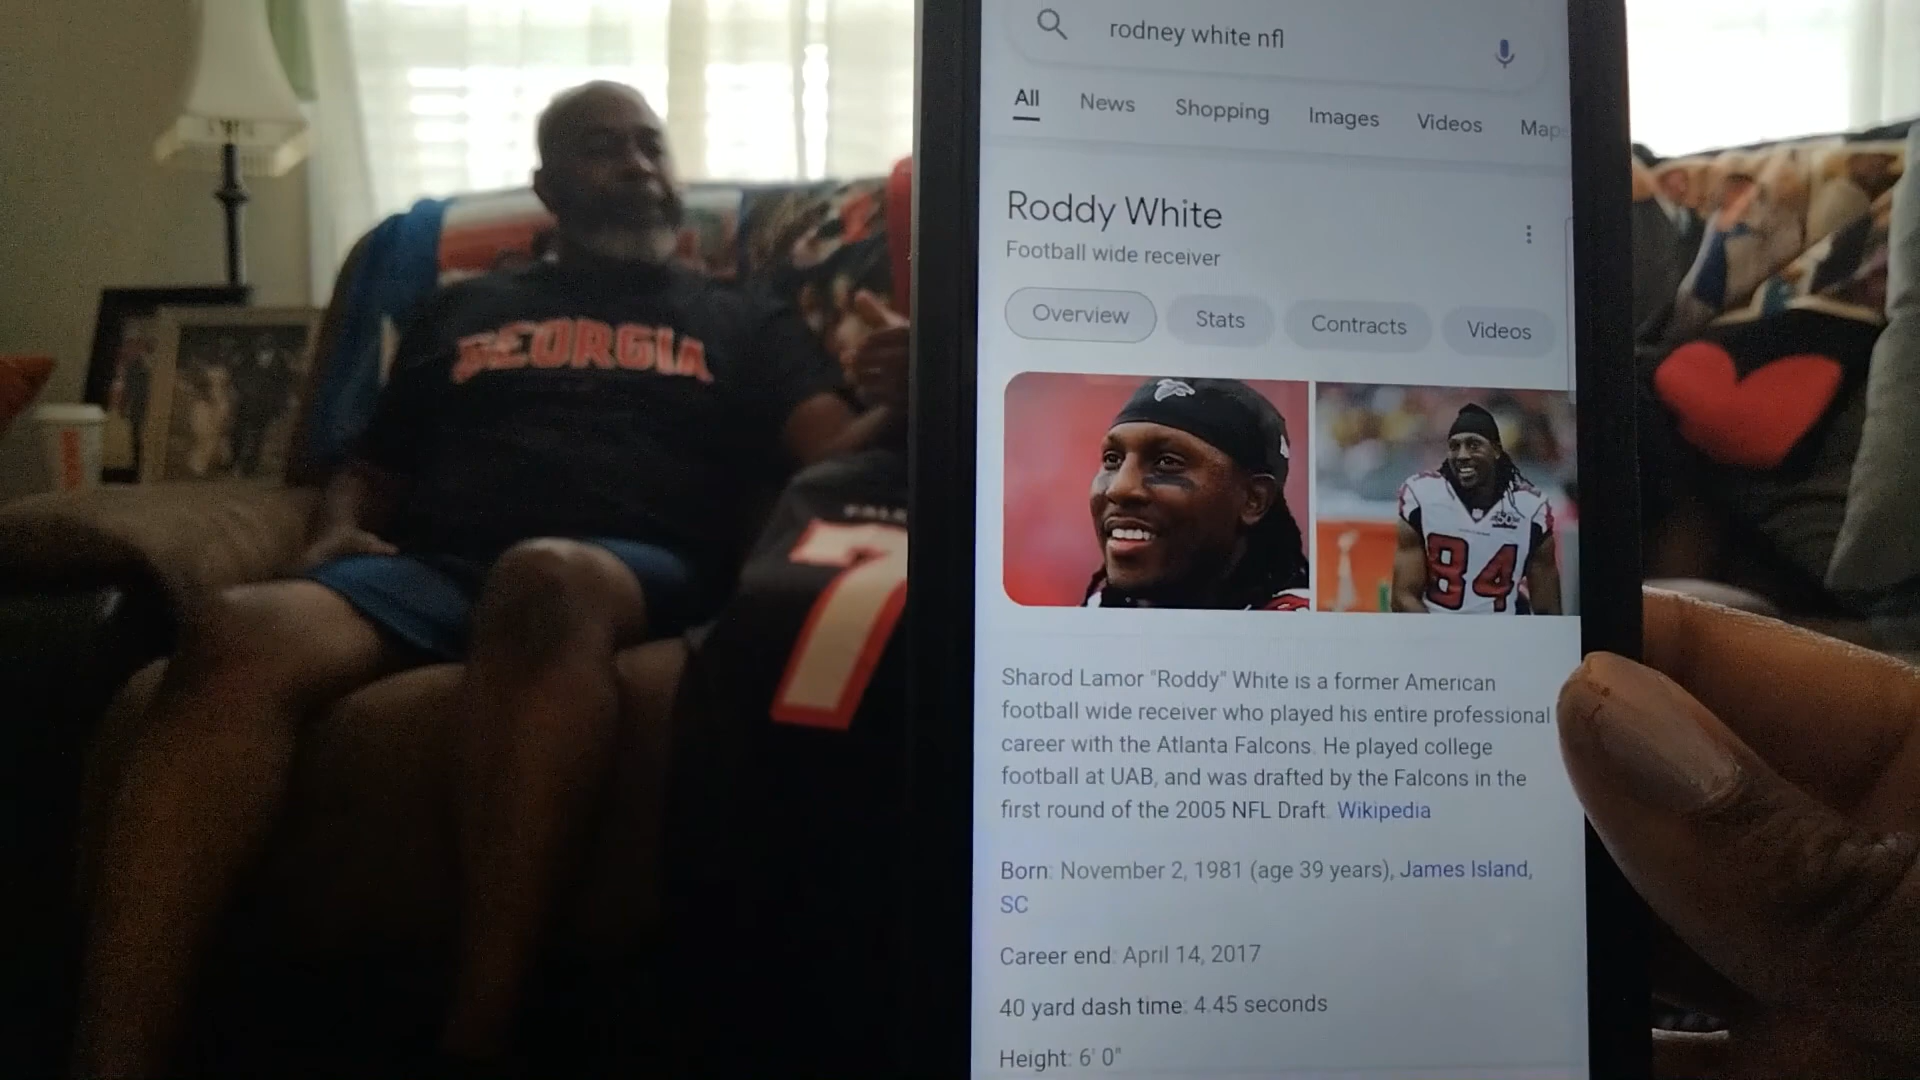 rodney white nfl
All News Shopping Images Videos Map
Roddy White
Football wide receiver
Overview Stats Contracts Videos
84
Sharod Lamor "Roddy" White is a former American
football wide receiver who played his entire professional
career with the Atlanta Falcons. He played college
football at UAB, and was drafted by the Falcons in the
first round of the 2005 NFL Draft. Wikipedia
Born: November 2, 1981 (age 39 years), James Island,
SC
Career end: April 14, 2017
40 yard dash time: 4.45 seconds
Height: 6' 0"
GEORGIA
7